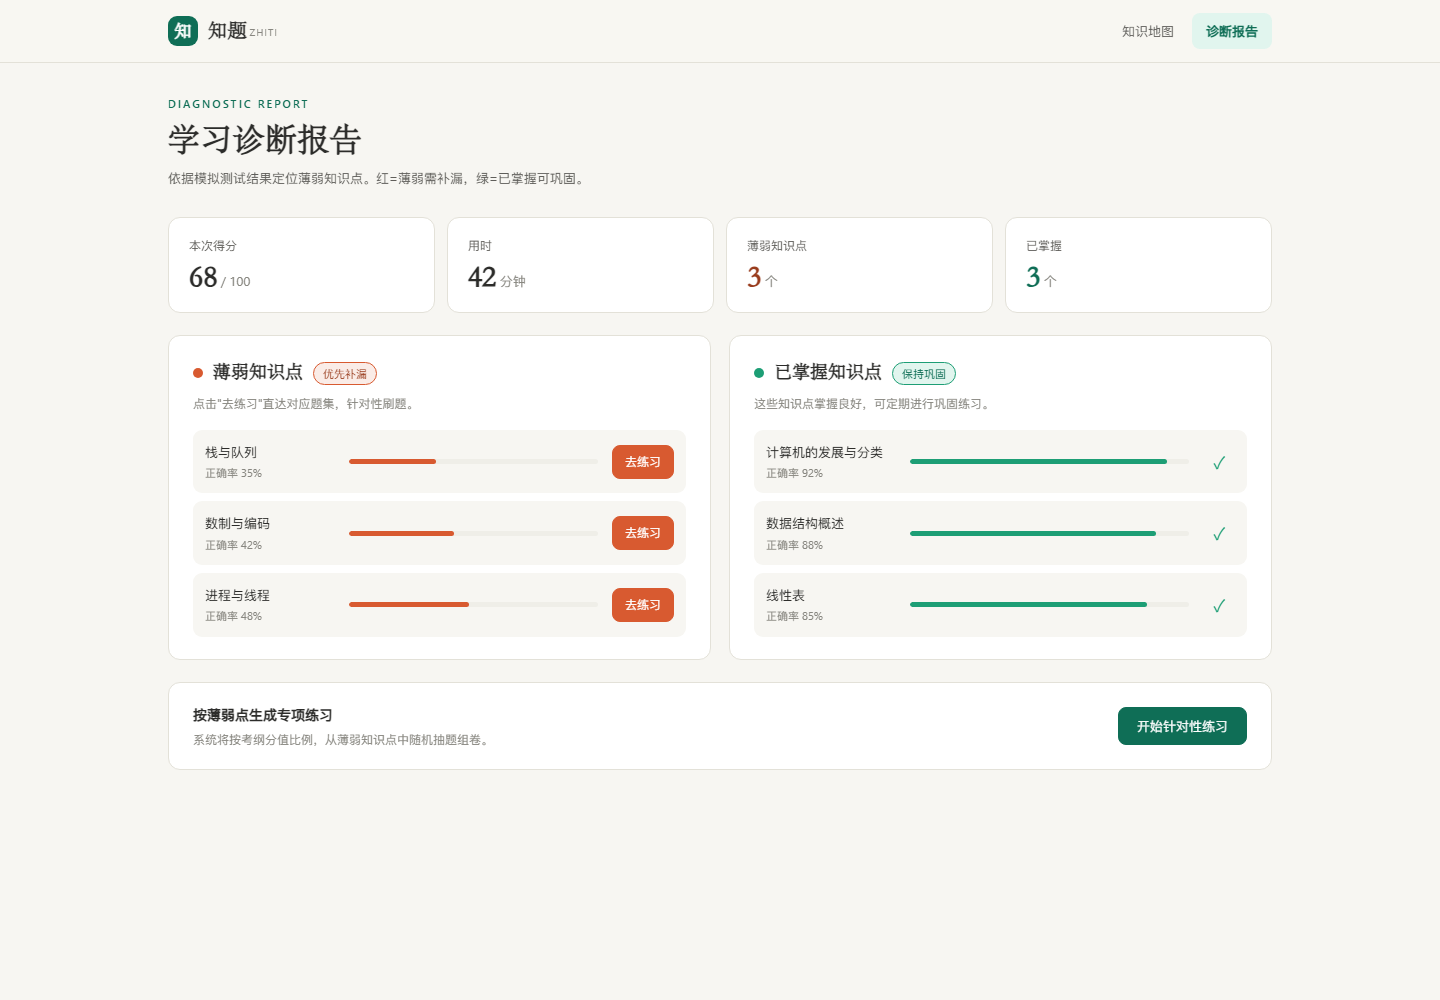 知 知题 ZHITI
知识地图 诊断报告
DIAGNOSTIC REPORT
学习诊断报告
依据模拟测试结果定位薄弱知识点。红=薄弱需补漏，绿=已掌握可巩固。
本次得分
68 / 100
用时
42 分钟
薄弱知识点
3 个
已掌握
3 个
薄弱知识点 优先补漏
点击"去练习"直达对应题集，针对性刷题。
栈与队列
正确率 35%
去练习
数制与编码
正确率 42%
去练习
进程与线程
正确率 48%
去练习
已掌握知识点 保持巩固
这些知识点掌握良好，可定期进行巩固练习。
计算机的发展与分类
正确率 92%
✓
数据结构概述
正确率 88%
✓
线性表
正确率 85%
✓
按薄弱点生成专项练习
系统将按考纲分值比例，从薄弱知识点中随机抽题组卷。
开始针对性练习